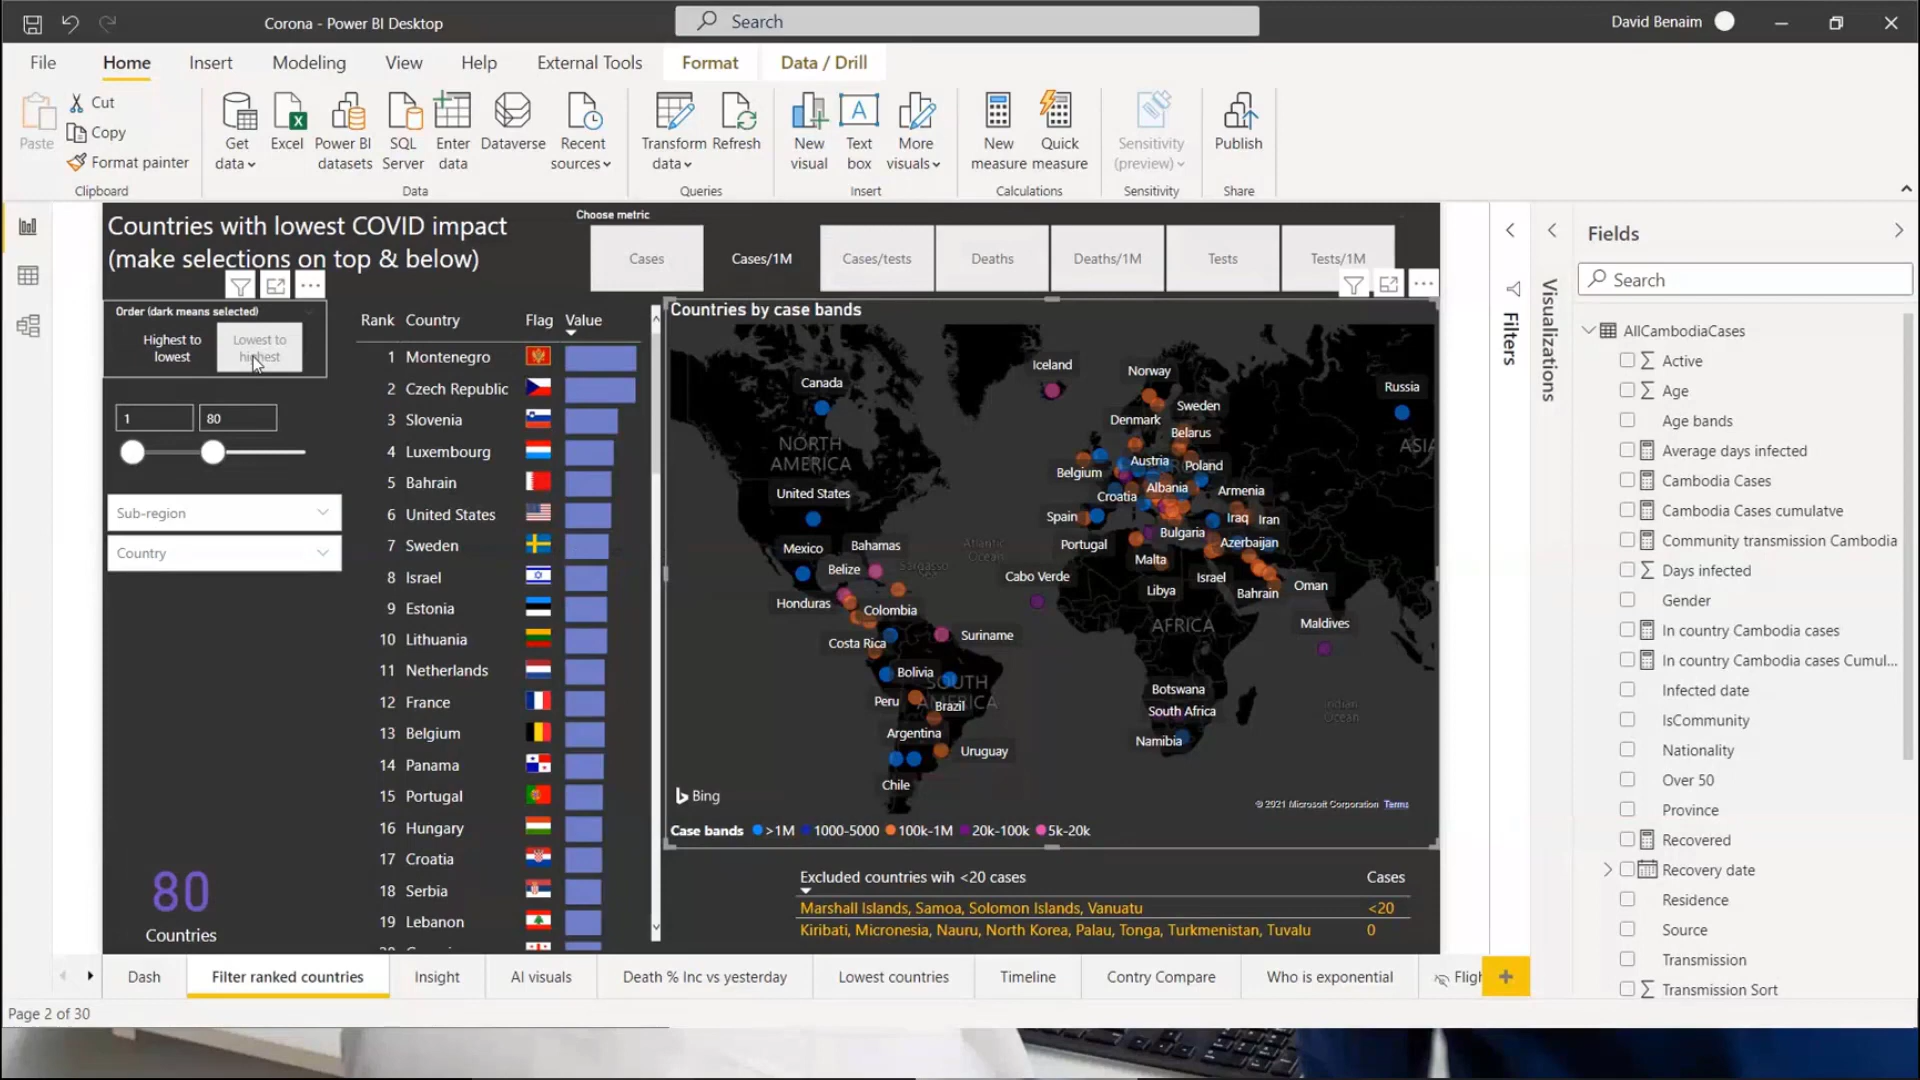 Corona - Power BI Desktop
Search
David Benaim
File
Home
Insert
Modeling
View
Help
External Tools
Format
Data / Drill
Paste
Cut
Copy
Format painter
Clipboard
Get data
Excel
Power BI datasets
SQL Server
Enter data
Dataverse
Recent sources
Data
Transform data
Refresh
Queries
New visual
Text box
More visuals
Insert
New measure
Quick measure
Calculations
Sensitivity (preview)
Sensitivity
Publish
Share
Countries with lowest COVID impact
(make selections on top & below)
Choose metric
Cases
Cases/1M
Cases/tests
Deaths
Deaths/1M
Tests
Tests/1M
Order (dark means selected)
Highest to lowest
Lowest to highest
1
80
Sub-region
Country
80
Countries
Rank Country Flag Value
1 Montenegro
2 Czech Republic
3 Slovenia
4 Luxembourg
5 Bahrain
6 United States
7 Sweden
8 Israel
9 Estonia
10 Lithuania
11 Netherlands
12 France
13 Belgium
14 Panama
15 Portugal
16 Hungary
17 Croatia
18 Serbia
19 Lebanon
Countries by case bands
Iceland
Norway
Canada
Russia
Sweden
Denmark
Belarus
NORTH AMERICA
ASIA
Austria
Poland
Belgium
Albania
Armenia
United States
Croatia
Spain
Iraq
Iran
Bulgaria
Portugal
Azerbaijan
Mexico
Bahamas
Atlantic Ocean
Malta
Belize
Sargasso
Cabo Verde
Israel
Oman
Libya
Bahrain
Honduras
Colombia
AFRICA
Maldives
Costa Rica
Suriname
Bolivia
SOUTH AMERICA
Botswana
Peru
Brazil
South Africa
Indian Ocean
Argentina
Namibia
Uruguay
Chile
Bing
© 2021 Microsoft Corporation Terms
Case bands >1M 1000-5000 100k-1M 20k-100k 5k-20k
Excluded countries wih <20 cases Cases
Marshall Islands, Samoa, Solomon Islands, Vanuatu <20
Kiribati, Micronesia, Nauru, North Korea, Palau, Tonga, Turkmenistan, Tuvalu 0
Filters
Visualizations
Fields
Search
AllCambodiaCases
Active
Age
Age bands
Average days infected
Cambodia Cases
Cambodia Cases cumulatve
Community transmission Cambodia
Days infected
Gender
In country Cambodia cases
In country Cambodia cases Cumul...
Infected date
IsCommunity
Nationality
Over 50
Province
Recovered
Recovery date
Residence
Source
Transmission
Transmission Sort
Dash
Filter ranked countries
Insight
AI visuals
Death % Inc vs yesterday
Lowest countries
Timeline
Contry Compare
Who is exponential
Fligh
Page 2 of 30